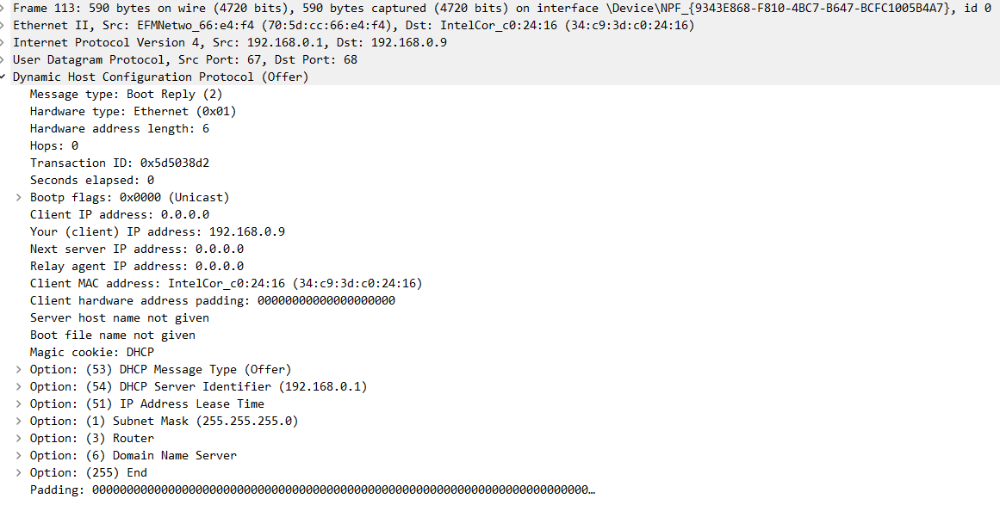 Frame 113: 590 bytes on wire (4720 bits), 590 bytes captured (4720 bits) on interface \Device\NPF_{9343E868-F810-4BC7-B647-BCFC1005B4A7}, id 0
Ethernet II, Src: EFMNetwo_66:e4:f4 (70:5d:cc:66:e4:f4), Dst: IntelCor_c0:24:16 (34:c9:3d:c0:24:16)
Internet Protocol Version 4, Src: 192.168.0.1, Dst: 192.168.0.9
User Datagram Protocol, Src Port: 67, Dst Port: 68
Dynamic Host Configuration Protocol (Offer)
Message type: Boot Reply (2)
Hardware type: Ethernet (0x01)
Hardware address length: 6
Hops: 0
Transaction ID: 0x5d5038d2
Seconds elapsed: 0
Bootp flags: 0x0000 (Unicast)
Client IP address: 0.0.0.0
Your (client) IP address: 192.168.0.9
Next server IP address: 0.0.0.0
Relay agent IP address: 0.0.0.0
Client MAC address: IntelCor_c0:24:16 (34:c9:3d:c0:24:16)
Client hardware address padding: 00000000000000000000
Server host name not given
Boot file name not given
Magic cookie: DHCP
Option: (53) DHCP Message Type (Offer)
Option: (54) DHCP Server Identifier (192.168.0.1)
Option: (51) IP Address Lease Time
Option: (1) Subnet Mask (255.255.255.0)
Option: (3) Router
Option: (6) Domain Name Server
Option: (255) End
Padding: 000000000000000000000000000000000000000000000000000000000000000000000000…